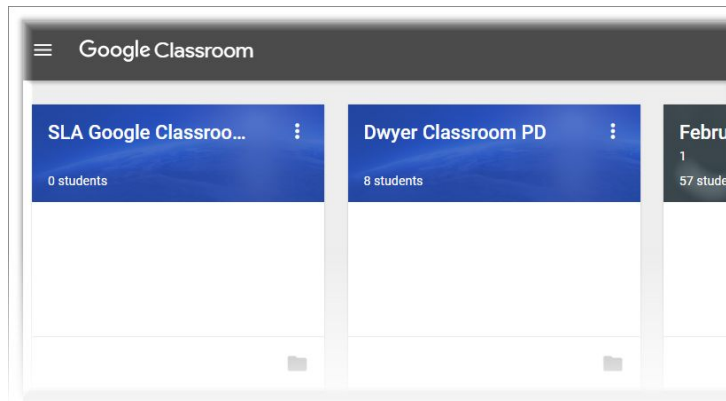 Google Classroom
SLA Google Classroo...
0 students
Dwyer Classroom PD
8 students
Febru
1
57 stude